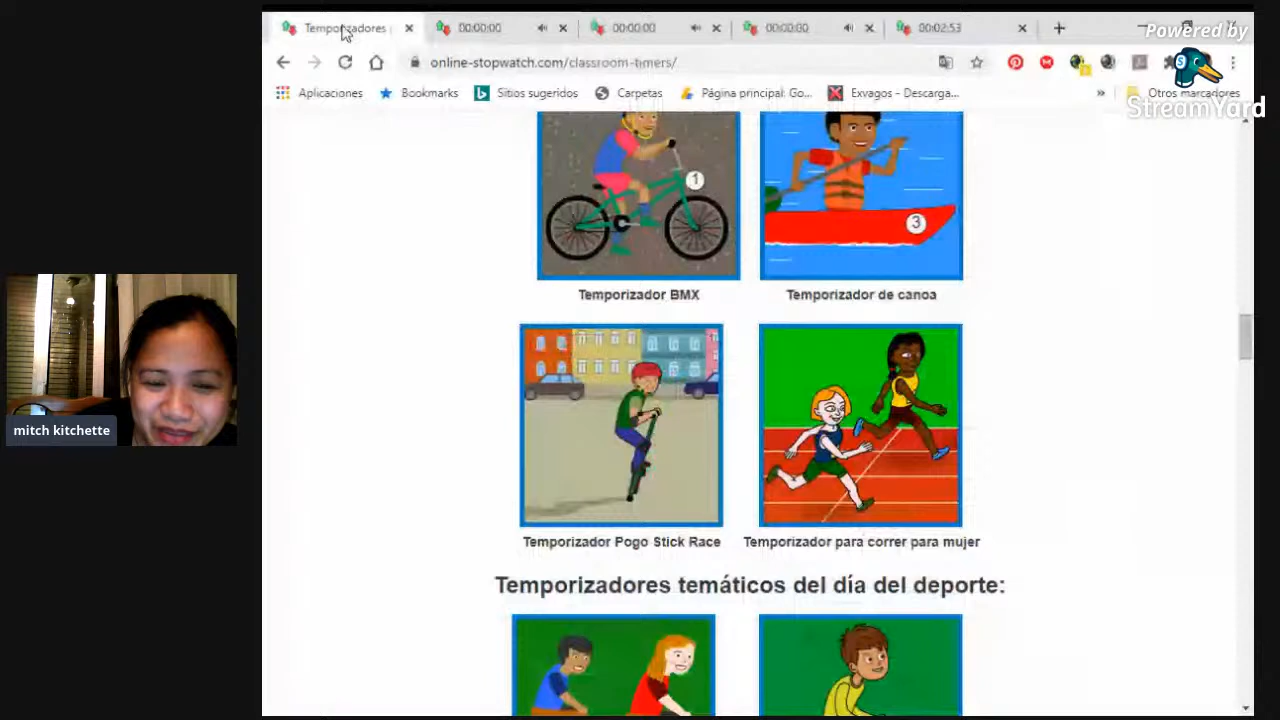 Temporizadores
00:00:00
00:00:00
00:00:00
00:02:53
Powered by
online-stopwatch.com/classroom-timers/
StreamYard
Aplicaciones
Bookmarks
Sitios sugeridos
Carpetas
Página principal: Go...
Exvagos - Descarga...
»
Otros marcadores
1
3
Temporizador BMX
Temporizador de canoa
Temporizador Pogo Stick Race
Temporizador para correr para mujer
Temporizadores temáticos del día del deporte:
mitch kitchette